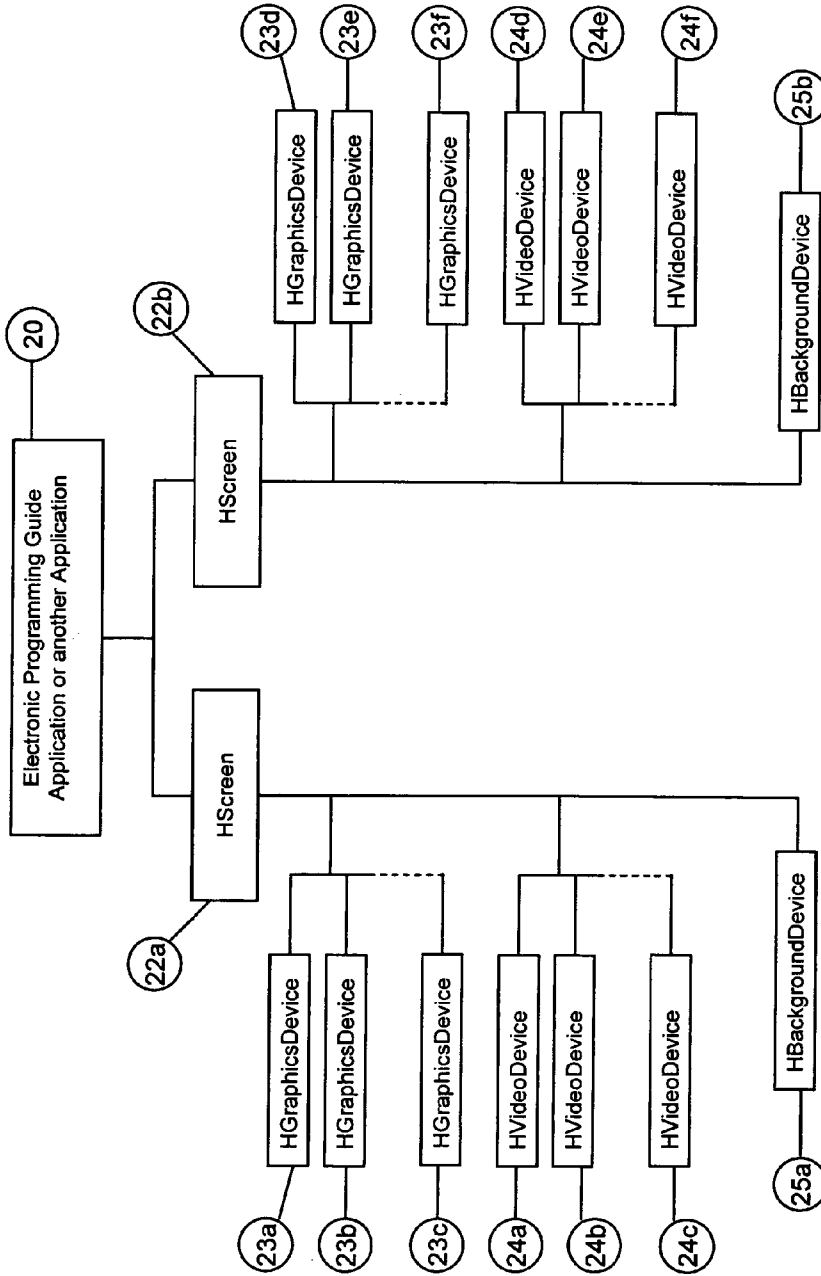 20
Electronic Programming Guide
Application or another Application
22a
HScreen
22b
HScreen
23a
HGraphicsDevice
23b
HGraphicsDevice
23c
HGraphicsDevice
24a
HVideoDevice
24b
HVideoDevice
24c
HVideoDevice
25a
HBackgroundDevice
23d
HGraphicsDevice
23e
HGraphicsDevice
23f
HGraphicsDevice
24d
HVideoDevice
24e
HVideoDevice
24f
HVideoDevice
25b
HBackgroundDevice